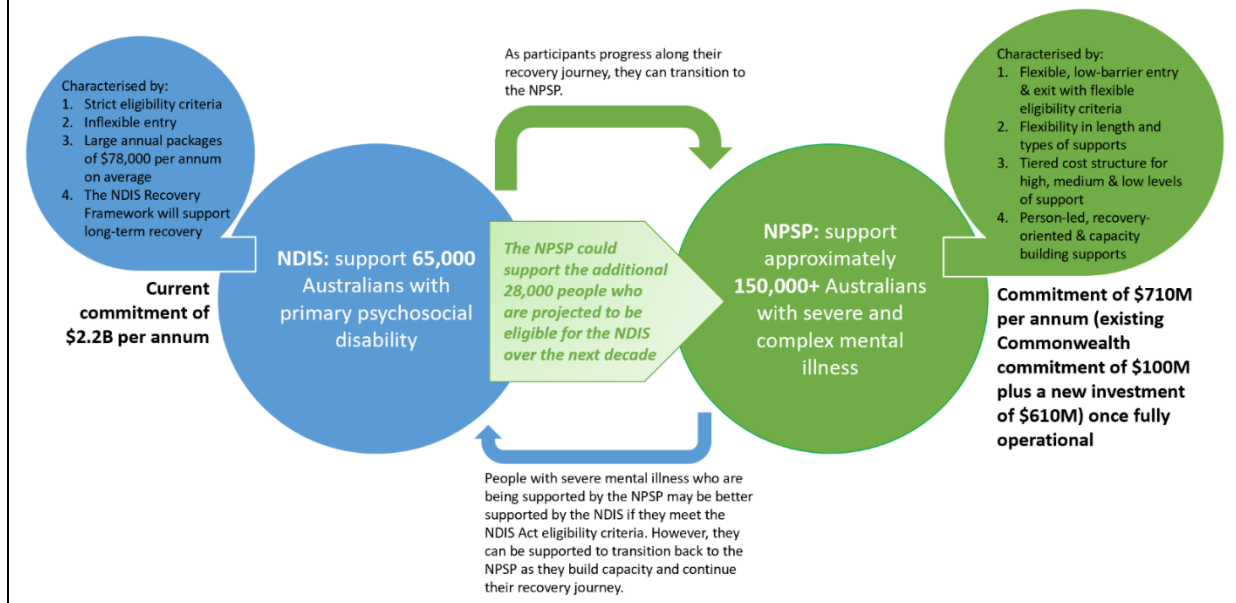 Characterised by:
1. Strict eligibility criteria
2. Inflexible entry
3. Large annual packages
of $78,000 per annum
on average
4. The NDIS Recovery
Framework will support
long-term recovery
Current
commitment of
$2.2B per annum
NDIS: support 65,000
Australians with
primary psychosocial
disability
As participants progress along their
recovery journey, they can transition to
the NPSP.
The NPSP could
support the additional
28,000 people who
are projected to be
eligible for the NDIS
over the next decade
People with severe mental illness who are
being supported by the NPSP may be better
supported by the NDIS if they meet the
NDIS Act eligibility criteria. However, they
can be supported to transition back to the
NPSP as they build capacity and continue
their recovery journey.
NPSP: support
approximately
150,000+ Australians
with severe and
complex mental
illness
Characterised by:
1. Flexible, low-barrier entry
& exit with flexible
eligibility criteria
2. Flexibility in length and
types of supports
3. Tiered cost structure for
high, medium & low levels of
support
4. Person-led, recovery-
oriented & capacity
building supports
Commitment of $710M
per annum (existing
Commonwealth
commitment of $100M
plus a new investment
of $610M) once fully
operational